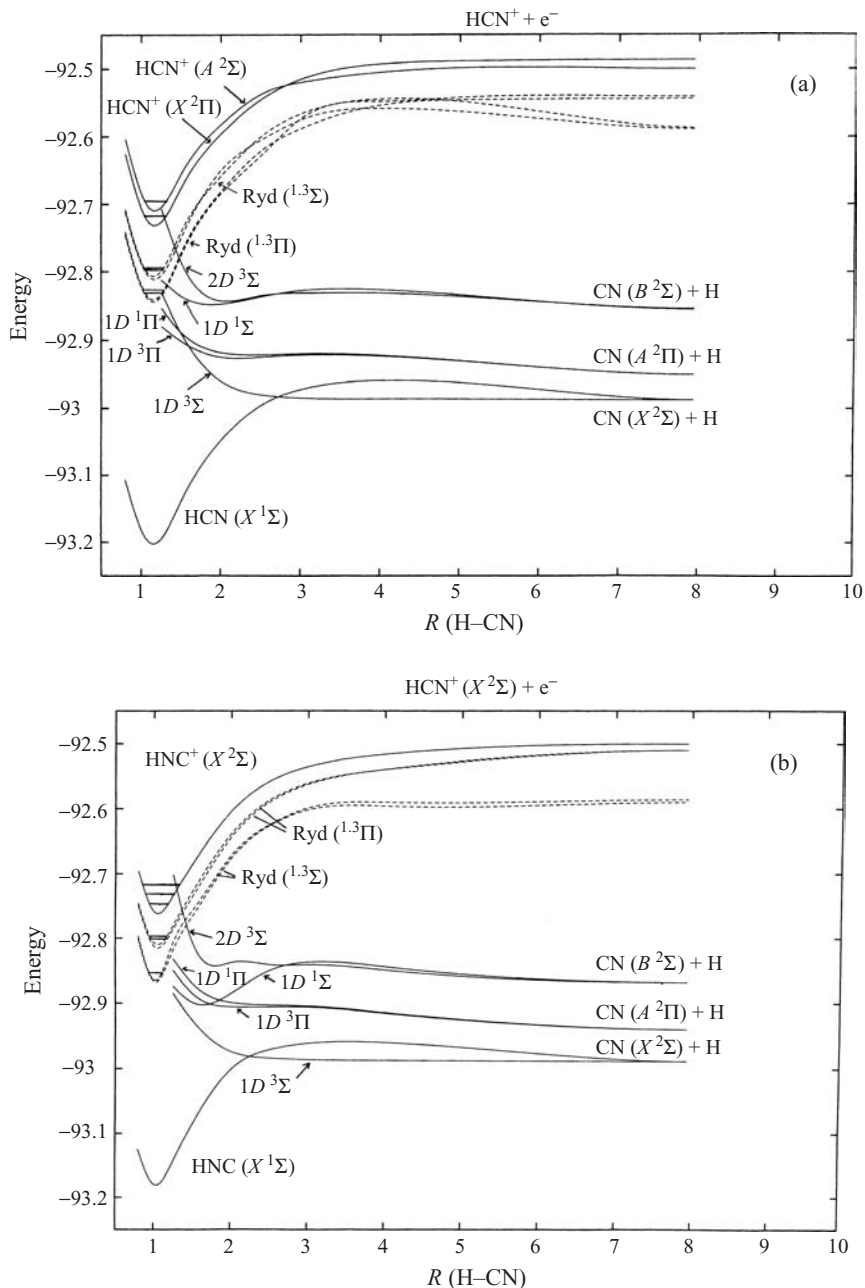 HCN⁺ + e⁻
(a)
−92.5
−92.6
−92.7
−92.8
−92.9
−93
−93.1
−93.2
Energy
HCN⁺ (A ²Σ)
HCN⁺ (X ²Π)
Ryd (¹·³Σ)
Ryd (¹·³Π)
2D ³Σ
1D ¹Σ
1D ¹Π
1D ³Π
1D ³Σ
CN (B ²Σ) + H
CN (A ²Π) + H
CN (X ²Σ) + H
HCN (X ¹Σ)
1 2 3 4 5 6 7 8 9 10
R (H–CN)
HCN⁺ (X ²Σ) + e⁻
(b)
−92.5
−92.6
−92.7
−92.8
−92.9
−93
−93.1
−93.2
Energy
HNC⁺ (X ²Σ)
Ryd (¹·³Π)
Ryd (¹·³Σ)
2D ³Σ
1D ¹Π
1D ¹Σ
1D ³Π
1D ³Σ
CN (B ²Σ) + H
CN (A ²Π) + H
CN (X ²Σ) + H
HNC (X ¹Σ)
1 2 3 4 5 6 7 8 9 10
R (H–CN)